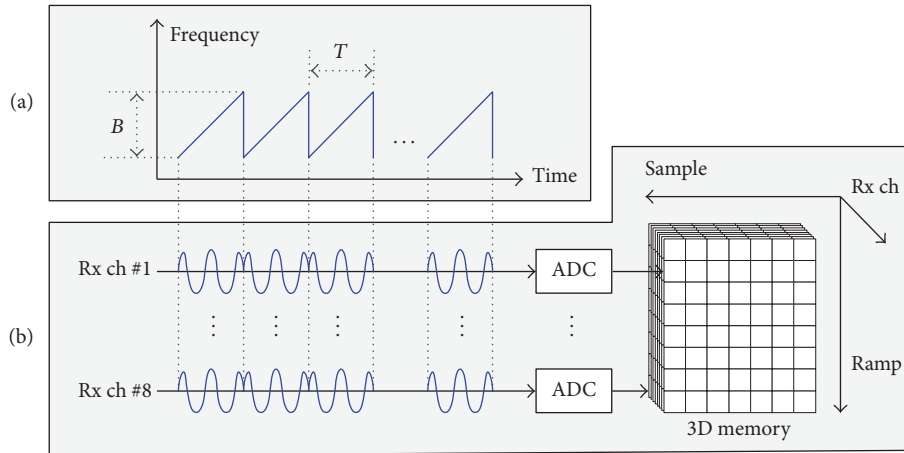 Frequency
T
(a)
B
...
Time
Sample
Rx ch
Rx ch #1
ADC
(b)
Ramp
Rx ch #8
ADC
3D memory